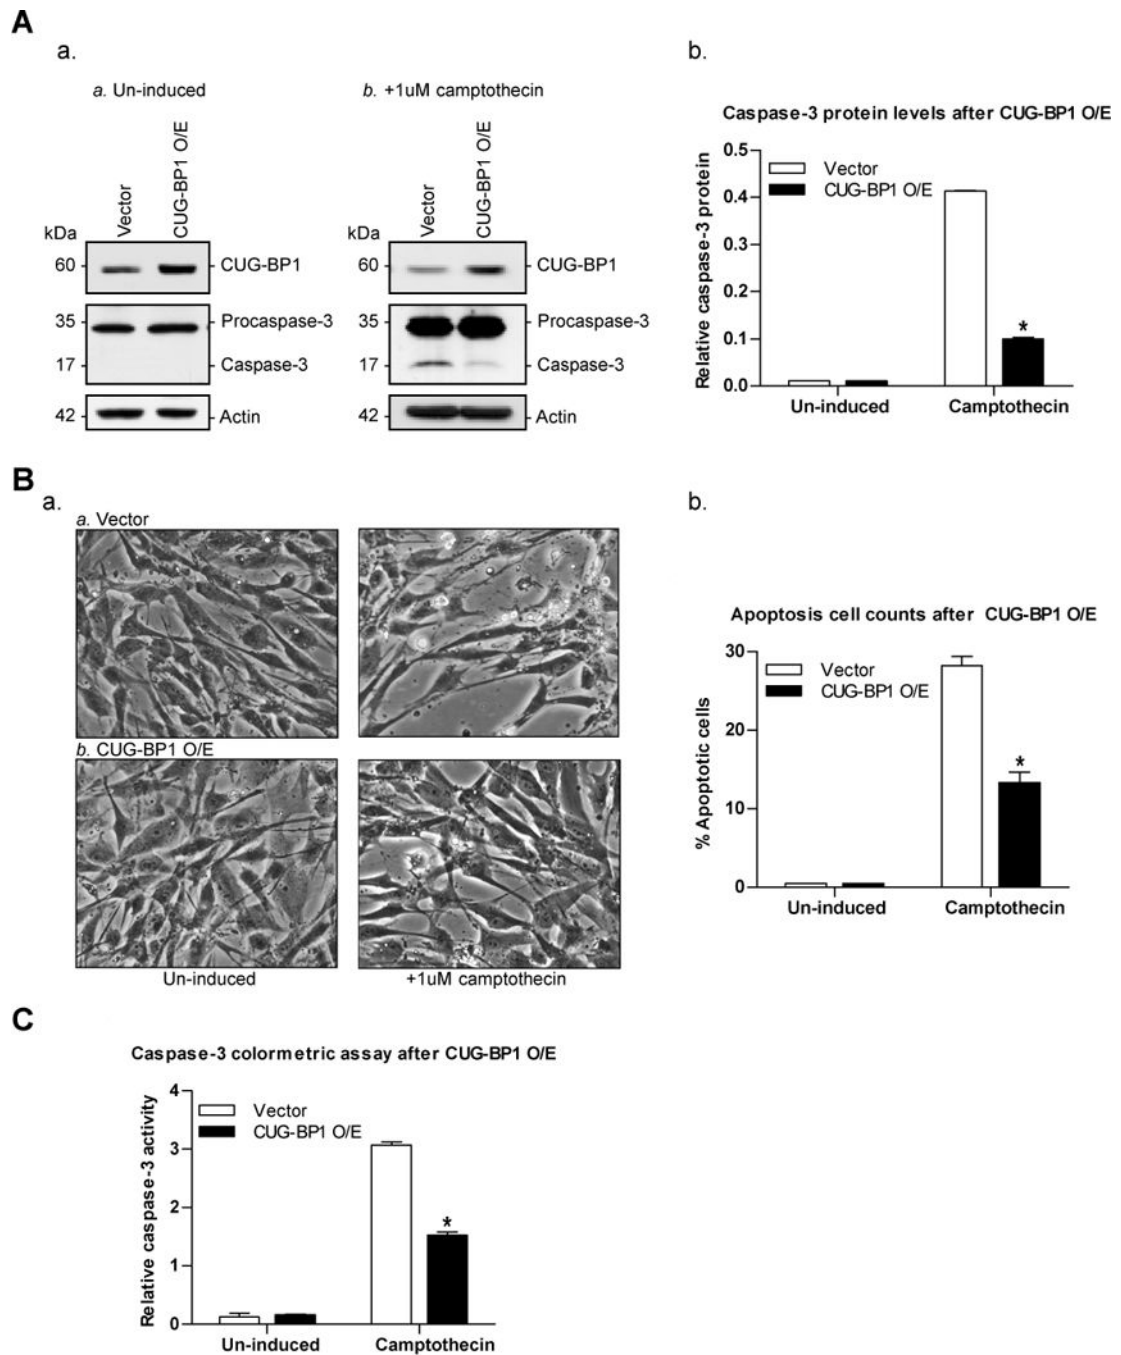 A
a.
a. Un-induced
b. +1uM camptothecin
Vector
CUG-BP1 O/E
Vector
CUG-BP1 O/E
kDa
60
CUG-BP1
35
Procaspase-3
17
Caspase-3
42
Actin
kDa
60
CUG-BP1
35
Procaspase-3
17
Caspase-3
42
Actin
b.
Caspase-3 protein levels after CUG-BP1 O/E
Relative caspase-3 protein
0.5
0.4
0.3
0.2
0.1
0.0
Vector
CUG-BP1 O/E
*
Un-induced
Camptothecin
B
a.
a. Vector
b. CUG-BP1 O/E
Un-induced
+1uM camptothecin
b.
Apoptosis cell counts after CUG-BP1 O/E
% Apoptotic cells
30
20
10
0
Vector
CUG-BP1 O/E
*
Un-induced
Camptothecin
C
Caspase-3 colormetric assay after CUG-BP1 O/E
Relative caspase-3 activity
4
3
2
1
0
Vector
CUG-BP1 O/E
*
Un-induced
Camptothecin